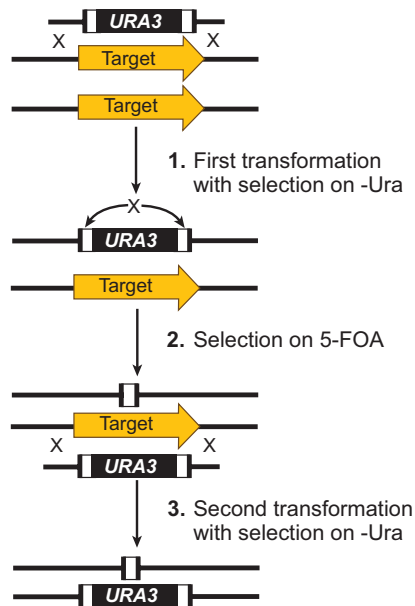 URA3
X X
Target
Target
1. First transformation
with selection on -Ura
X
URA3
Target
2. Selection on 5-FOA
Target
X X
URA3
3. Second transformation
with selection on -Ura
URA3